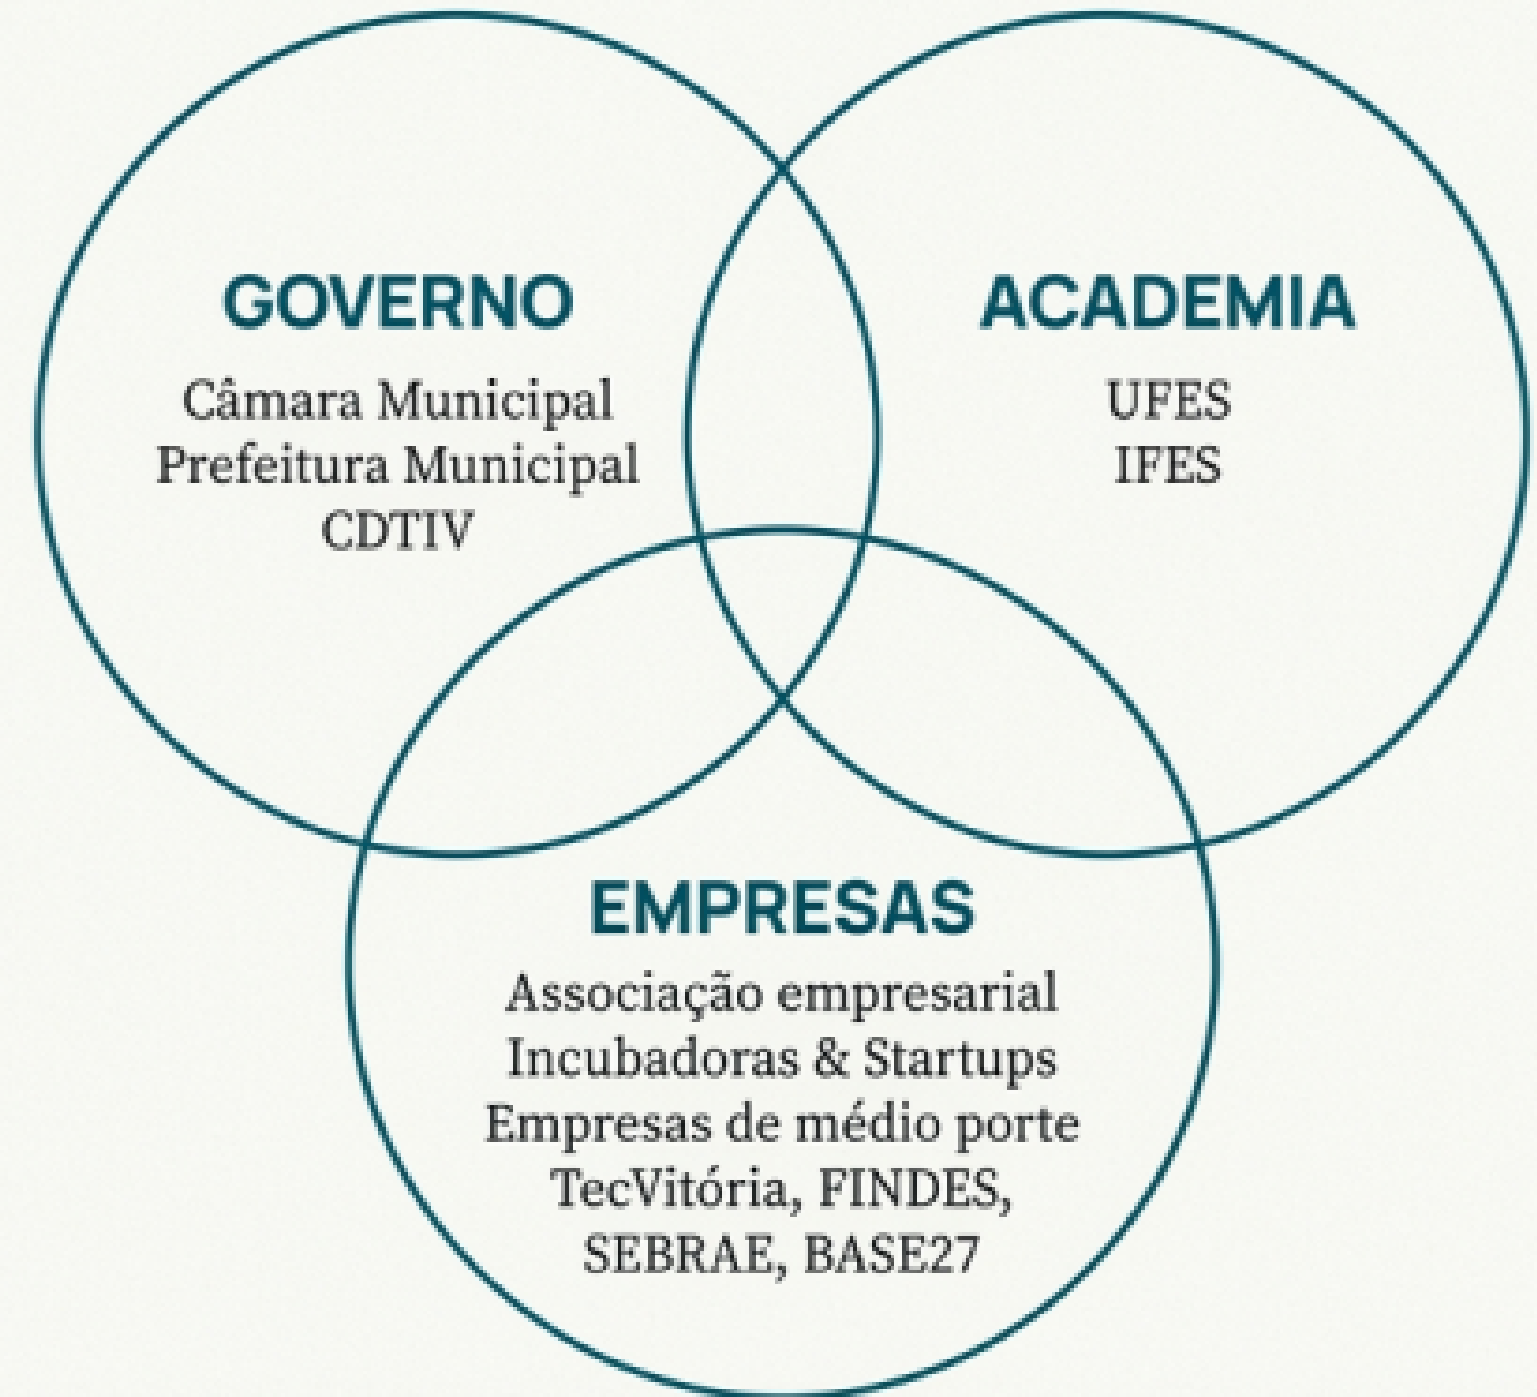 GOVERNO
Câmara Municipal
Prefeitura Municipal
CDTIV
ACADEMIA
UFES
IFES
EMPRESAS
Associação empresarial
Incubadoras & Startups
Empresas de médio porte
TecVitória, FINDES,
SEBRAE, BASE27